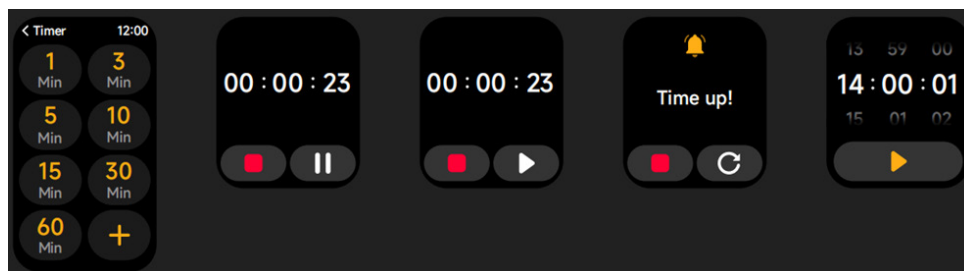 < Timer 12:00
1 3
Min Min
5 10
Min Min
15 30
Min Min
60 +
Min
00 : 00 : 23
00 : 00 : 23
Time up!
13 59 00
14 : 00 : 01
15 01 02